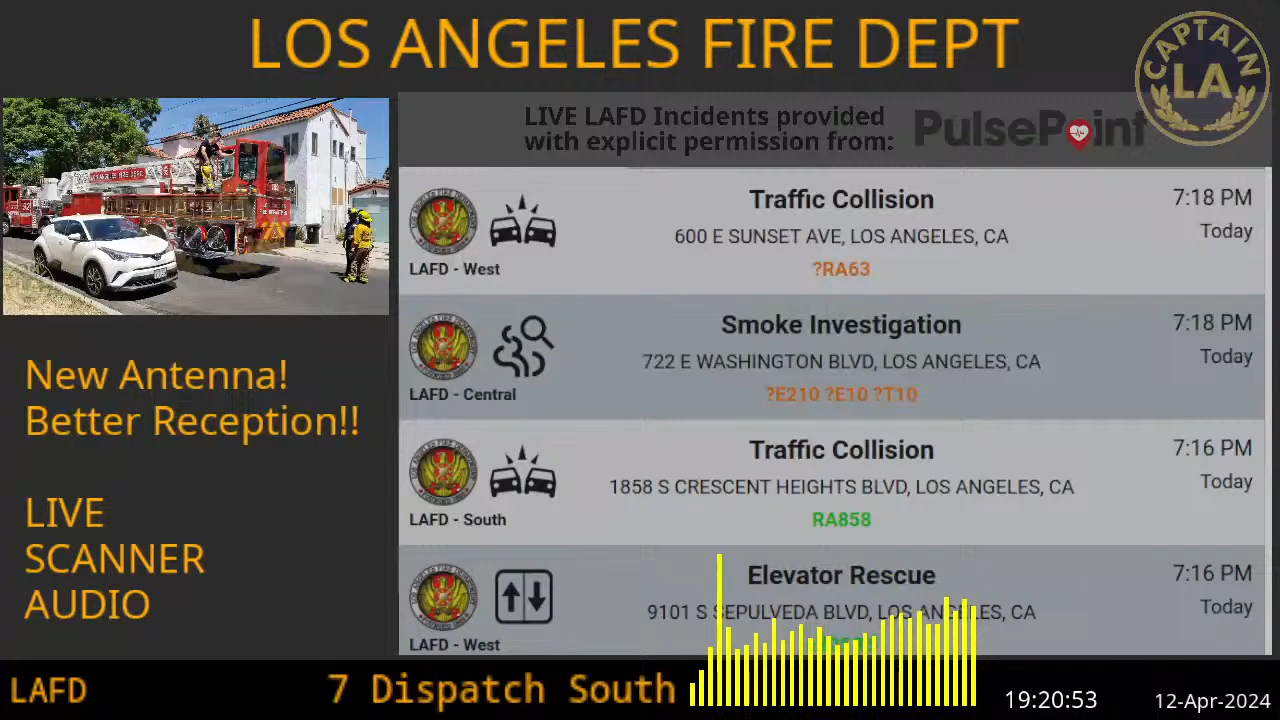 LOS ANGELES FIRE DEPT
CAPTAIN
LA
LIVE LAFD Incidents provided
with explicit permission from:
PulsePoint
Traffic Collision
7:18 PM
600 E SUNSET AVE, LOS ANGELES, CA
Today
LAFD - West
?RA63
Smoke Investigation
7:18 PM
722 E WASHINGTON BLVD, LOS ANGELES, CA
Today
LAFD - Central
?E210 ?E10 ?T10
Traffic Collision
7:16 PM
1858 S CRESCENT HEIGHTS BLVD, LOS ANGELES, CA
Today
LAFD - South
RA858
Elevator Rescue
7:16 PM
9101 S SEPULVEDA BLVD, LOS ANGELES, CA
Today
LAFD - West
New Antenna!
Better Reception!!
LIVE
SCANNER
AUDIO
LAFD
7 Dispatch South
19:20:53
12-Apr-2024